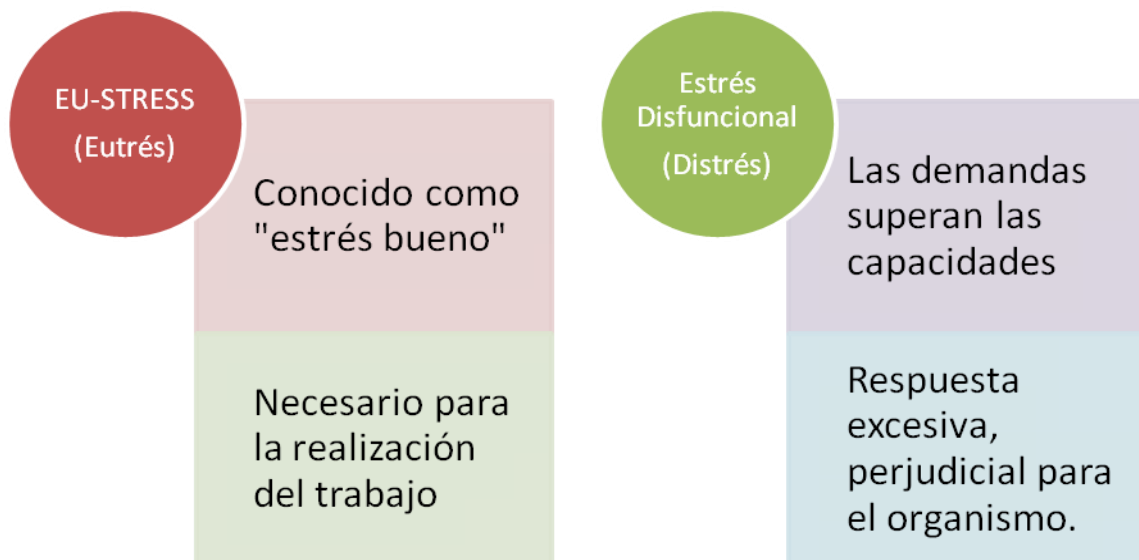 EU-STRESS
(Eutrés)
Conocido como
"estrés bueno"
Necesario para
la realización
del trabajo
Estrés
Disfuncional
(Distrés)
Las demandas
superan las
capacidades
Respuesta
excesiva,
perjudicial para
el organismo.